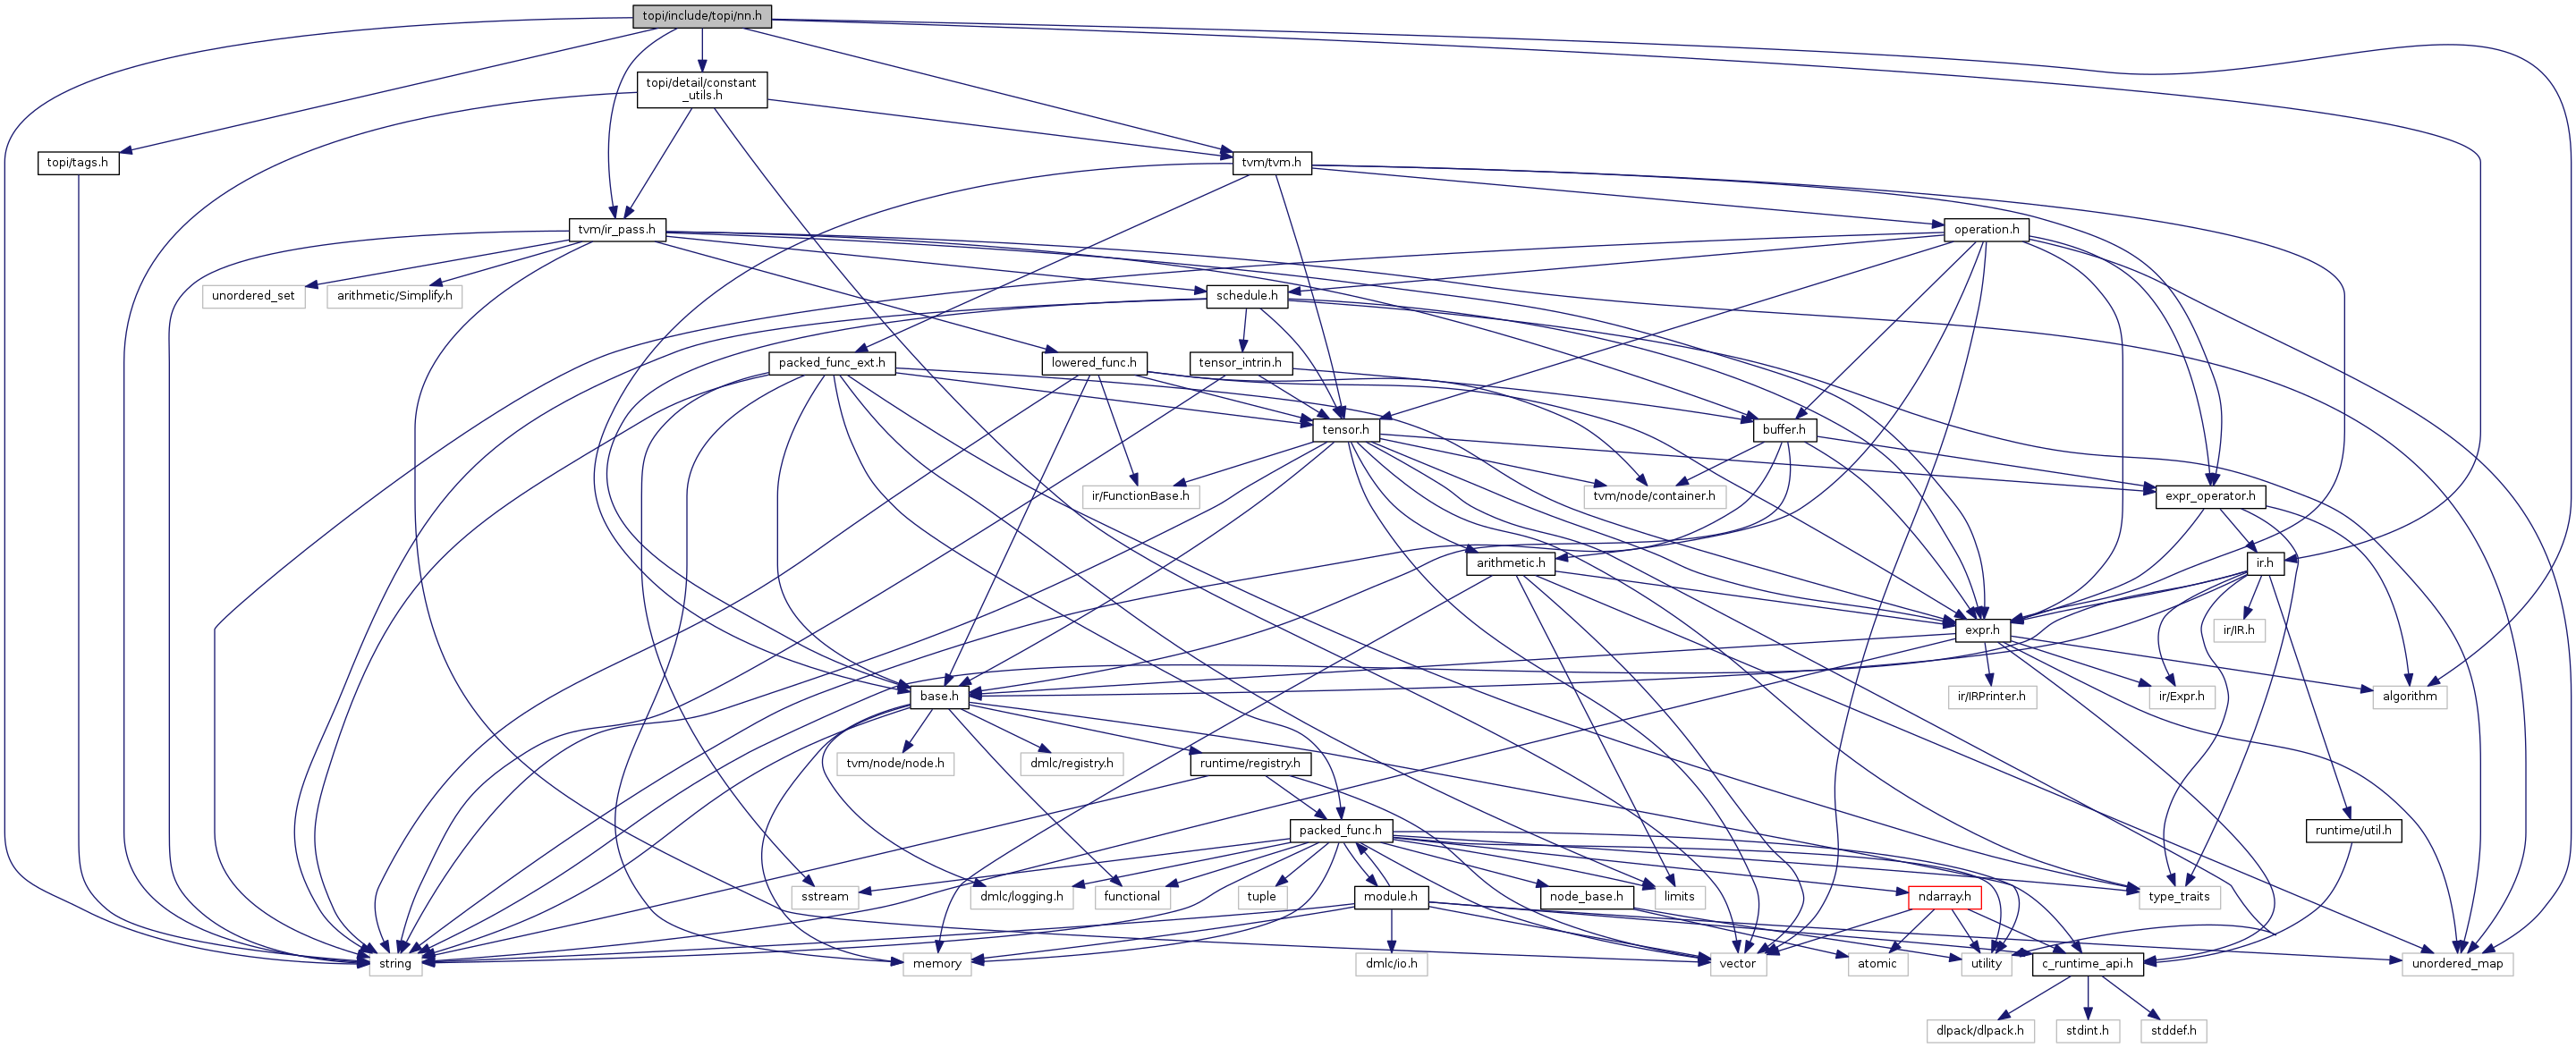 topi/include/topi/nn.h
topi/detail/constant
_utils.h
topi/tags.h
tvm/tvm.h
tvm/ir_pass.h
operation.h
unordered_set
arithmetic/Simplify.h
schedule.h
packed_func_ext.h
lowered_func.h
tensor_intrin.h
tensor.h
buffer.h
ir/FunctionBase.h
tvm/node/container.h
expr_operator.h
arithmetic.h
ir.h
expr.h
ir/IR.h
base.h
ir/IRPrinter.h
ir/Expr.h
algorithm
tvm/node/node.h
dmlc/registry.h
runtime/registry.h
packed_func.h
runtime/util.h
sstream
dmlc/logging.h
functional
tuple
module.h
node_base.h
limits
ndarray.h
type_traits
string
memory
dmlc/io.h
vector
atomic
utility
c_runtime_api.h
unordered_map
dlpack/dlpack.h
stdint.h
stddef.h